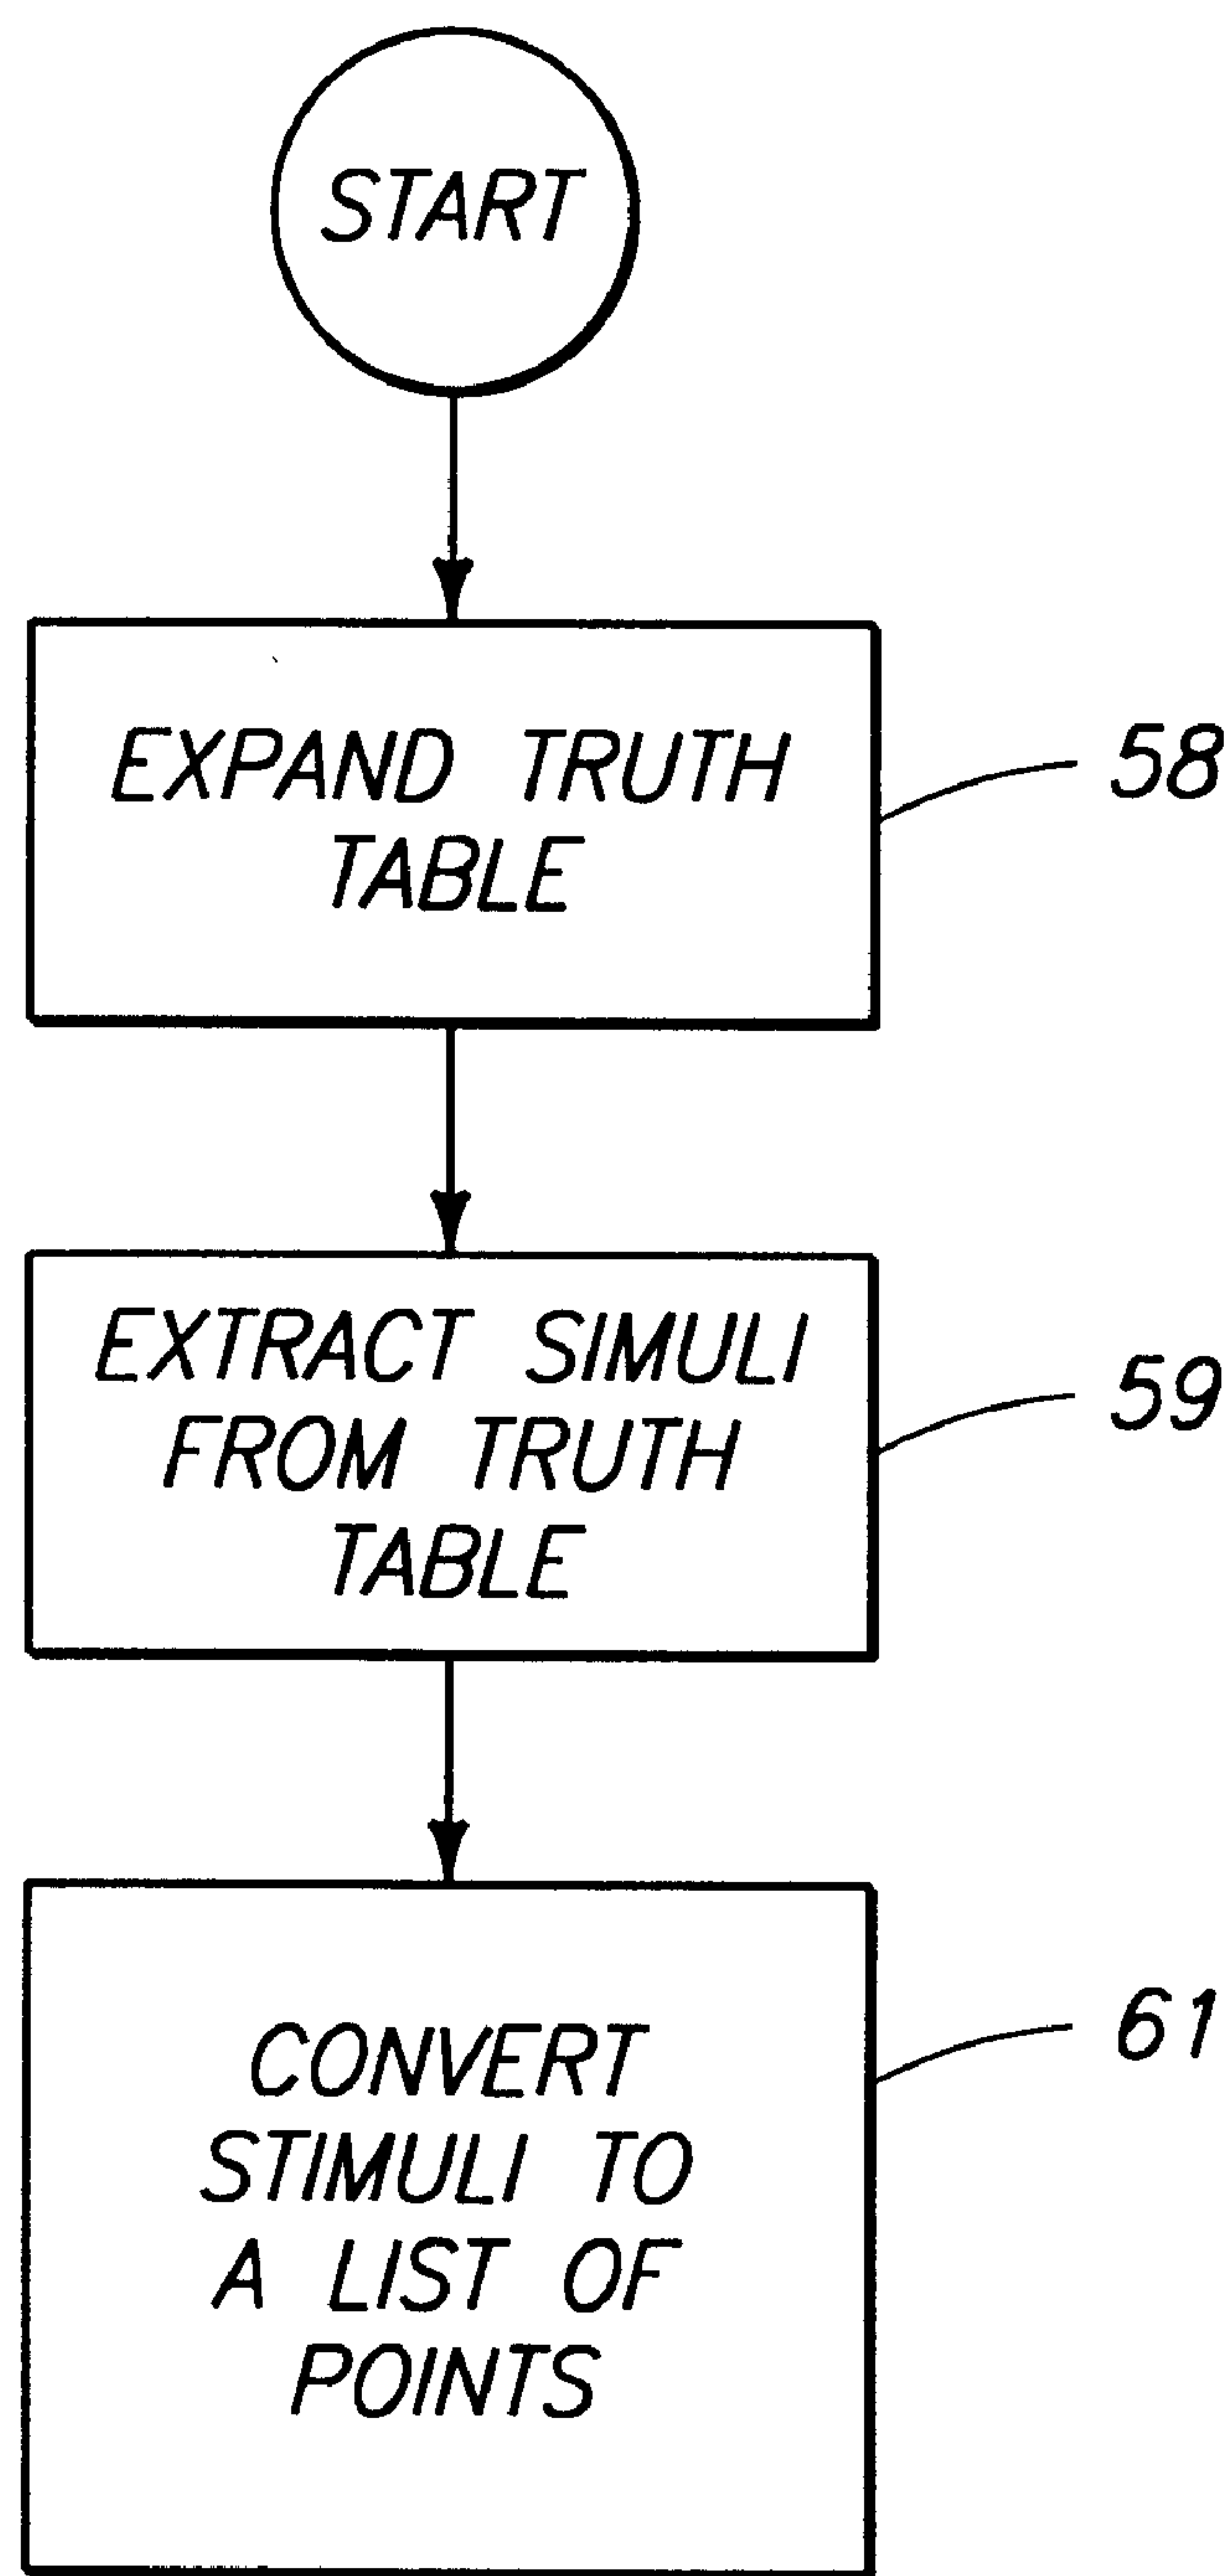 START
EXPAND TRUTH
TABLE
58
EXTRACT SIMULI
FROM TRUTH
TABLE
59
CONVERT
STIMULI TO
A LIST OF
POINTS
61